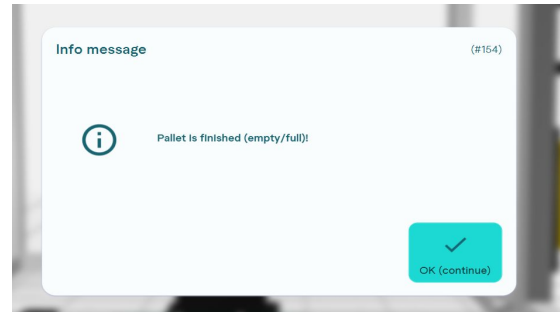 Info message
(#154)
Pallet is finished (empty/full)!
OK (continue)